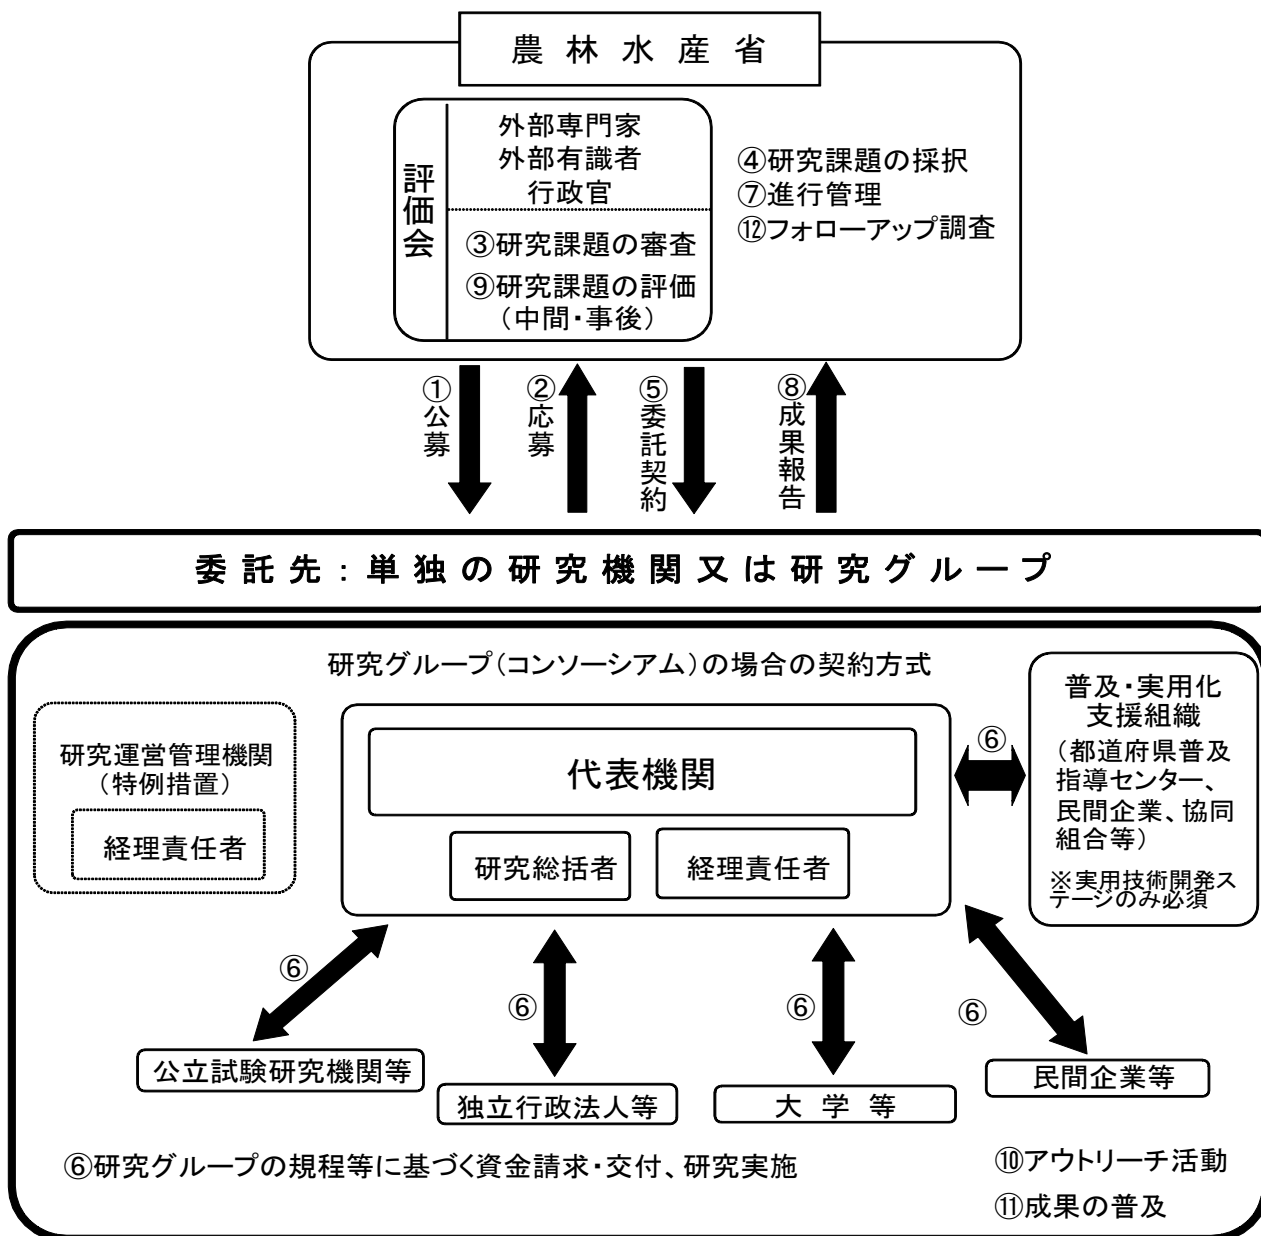 農林水産省
評価会
外部専門家
外部有識者
行政官
③研究課題の審査
⑨研究課題の評価
（中間・事後）
④研究課題の採択
⑦進行管理
⑫フォローアップ調査
①公募
②応募
⑤委託契約
⑧成果報告
委託先：単独の研究機関又は研究グループ
研究グループ（コンソーシアム）の場合の契約方式
研究運営管理機関
（特例措置）
経理責任者
代表機関
研究総括者
経理責任者
⑥
普及・実用化
支援組織
（都道府県普及
指導センター、
民間企業、協同
組合等）
※実用技術開発ス
テージのみ必須
⑥
⑥
⑥
⑥
公立試験研究機関等
独立行政法人等
大学等
民間企業等
⑥研究グループの規程等に基づく資金請求・交付、研究実施
⑩アウトリーチ活動
⑪成果の普及